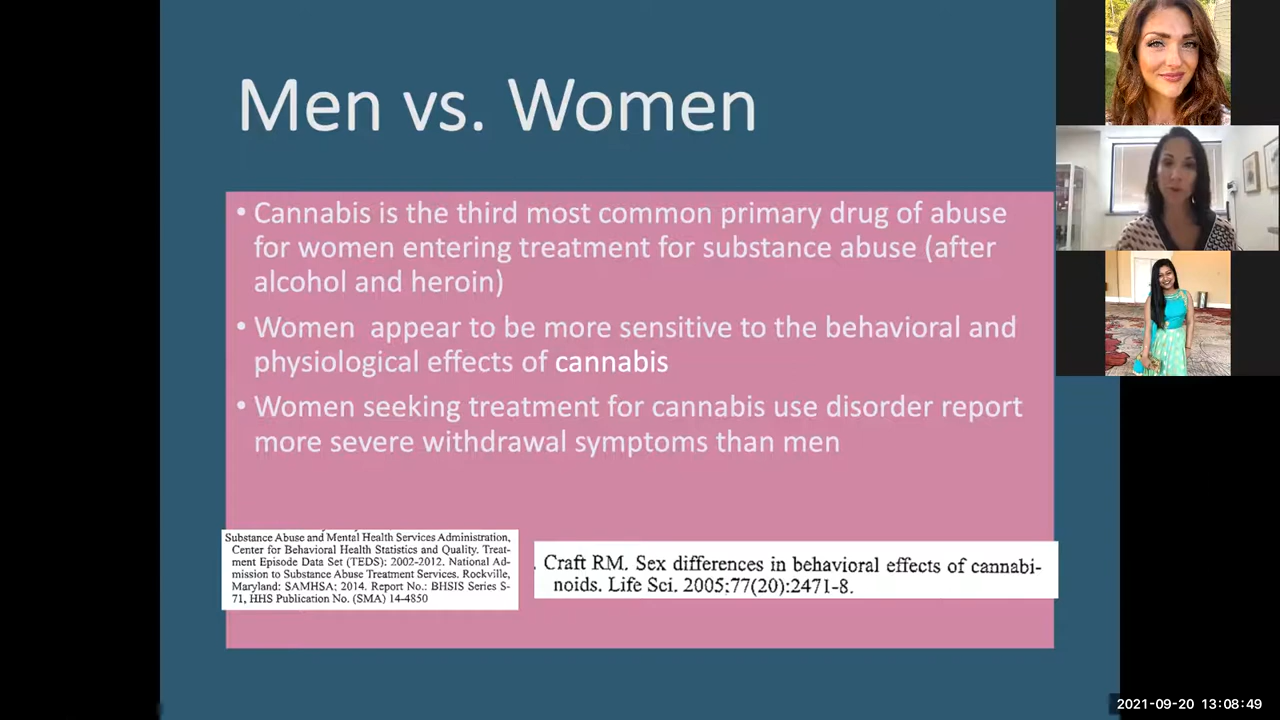 Men vs. Women
• Cannabis is the third most common primary drug of abuse
for women entering treatment for substance abuse (after
alcohol and heroin)
• Women  appear to be more sensitive to the behavioral and
physiological effects of cannabis
• Women seeking treatment for cannabis use disorder report
more severe withdrawal symptoms than men
Substance Abuse and Mental Health Services Administration,
Center for Behavioral Health Statistics and Quality. Treat-
ment Episode Data Set (TEDS): 2002-2012. National Ad-
mission to Substance Abuse Treatment Services. Rockville,
Maryland: SAMHSA; 2014. Report No.: BHSIS Series S-
71, HHS Publication No. (SMA) 14-4850
. Craft RM. Sex differences in behavioral effects of cannabi-
noids. Life Sci. 2005;77(20):2471-8.
2021-09-20 13:08:49